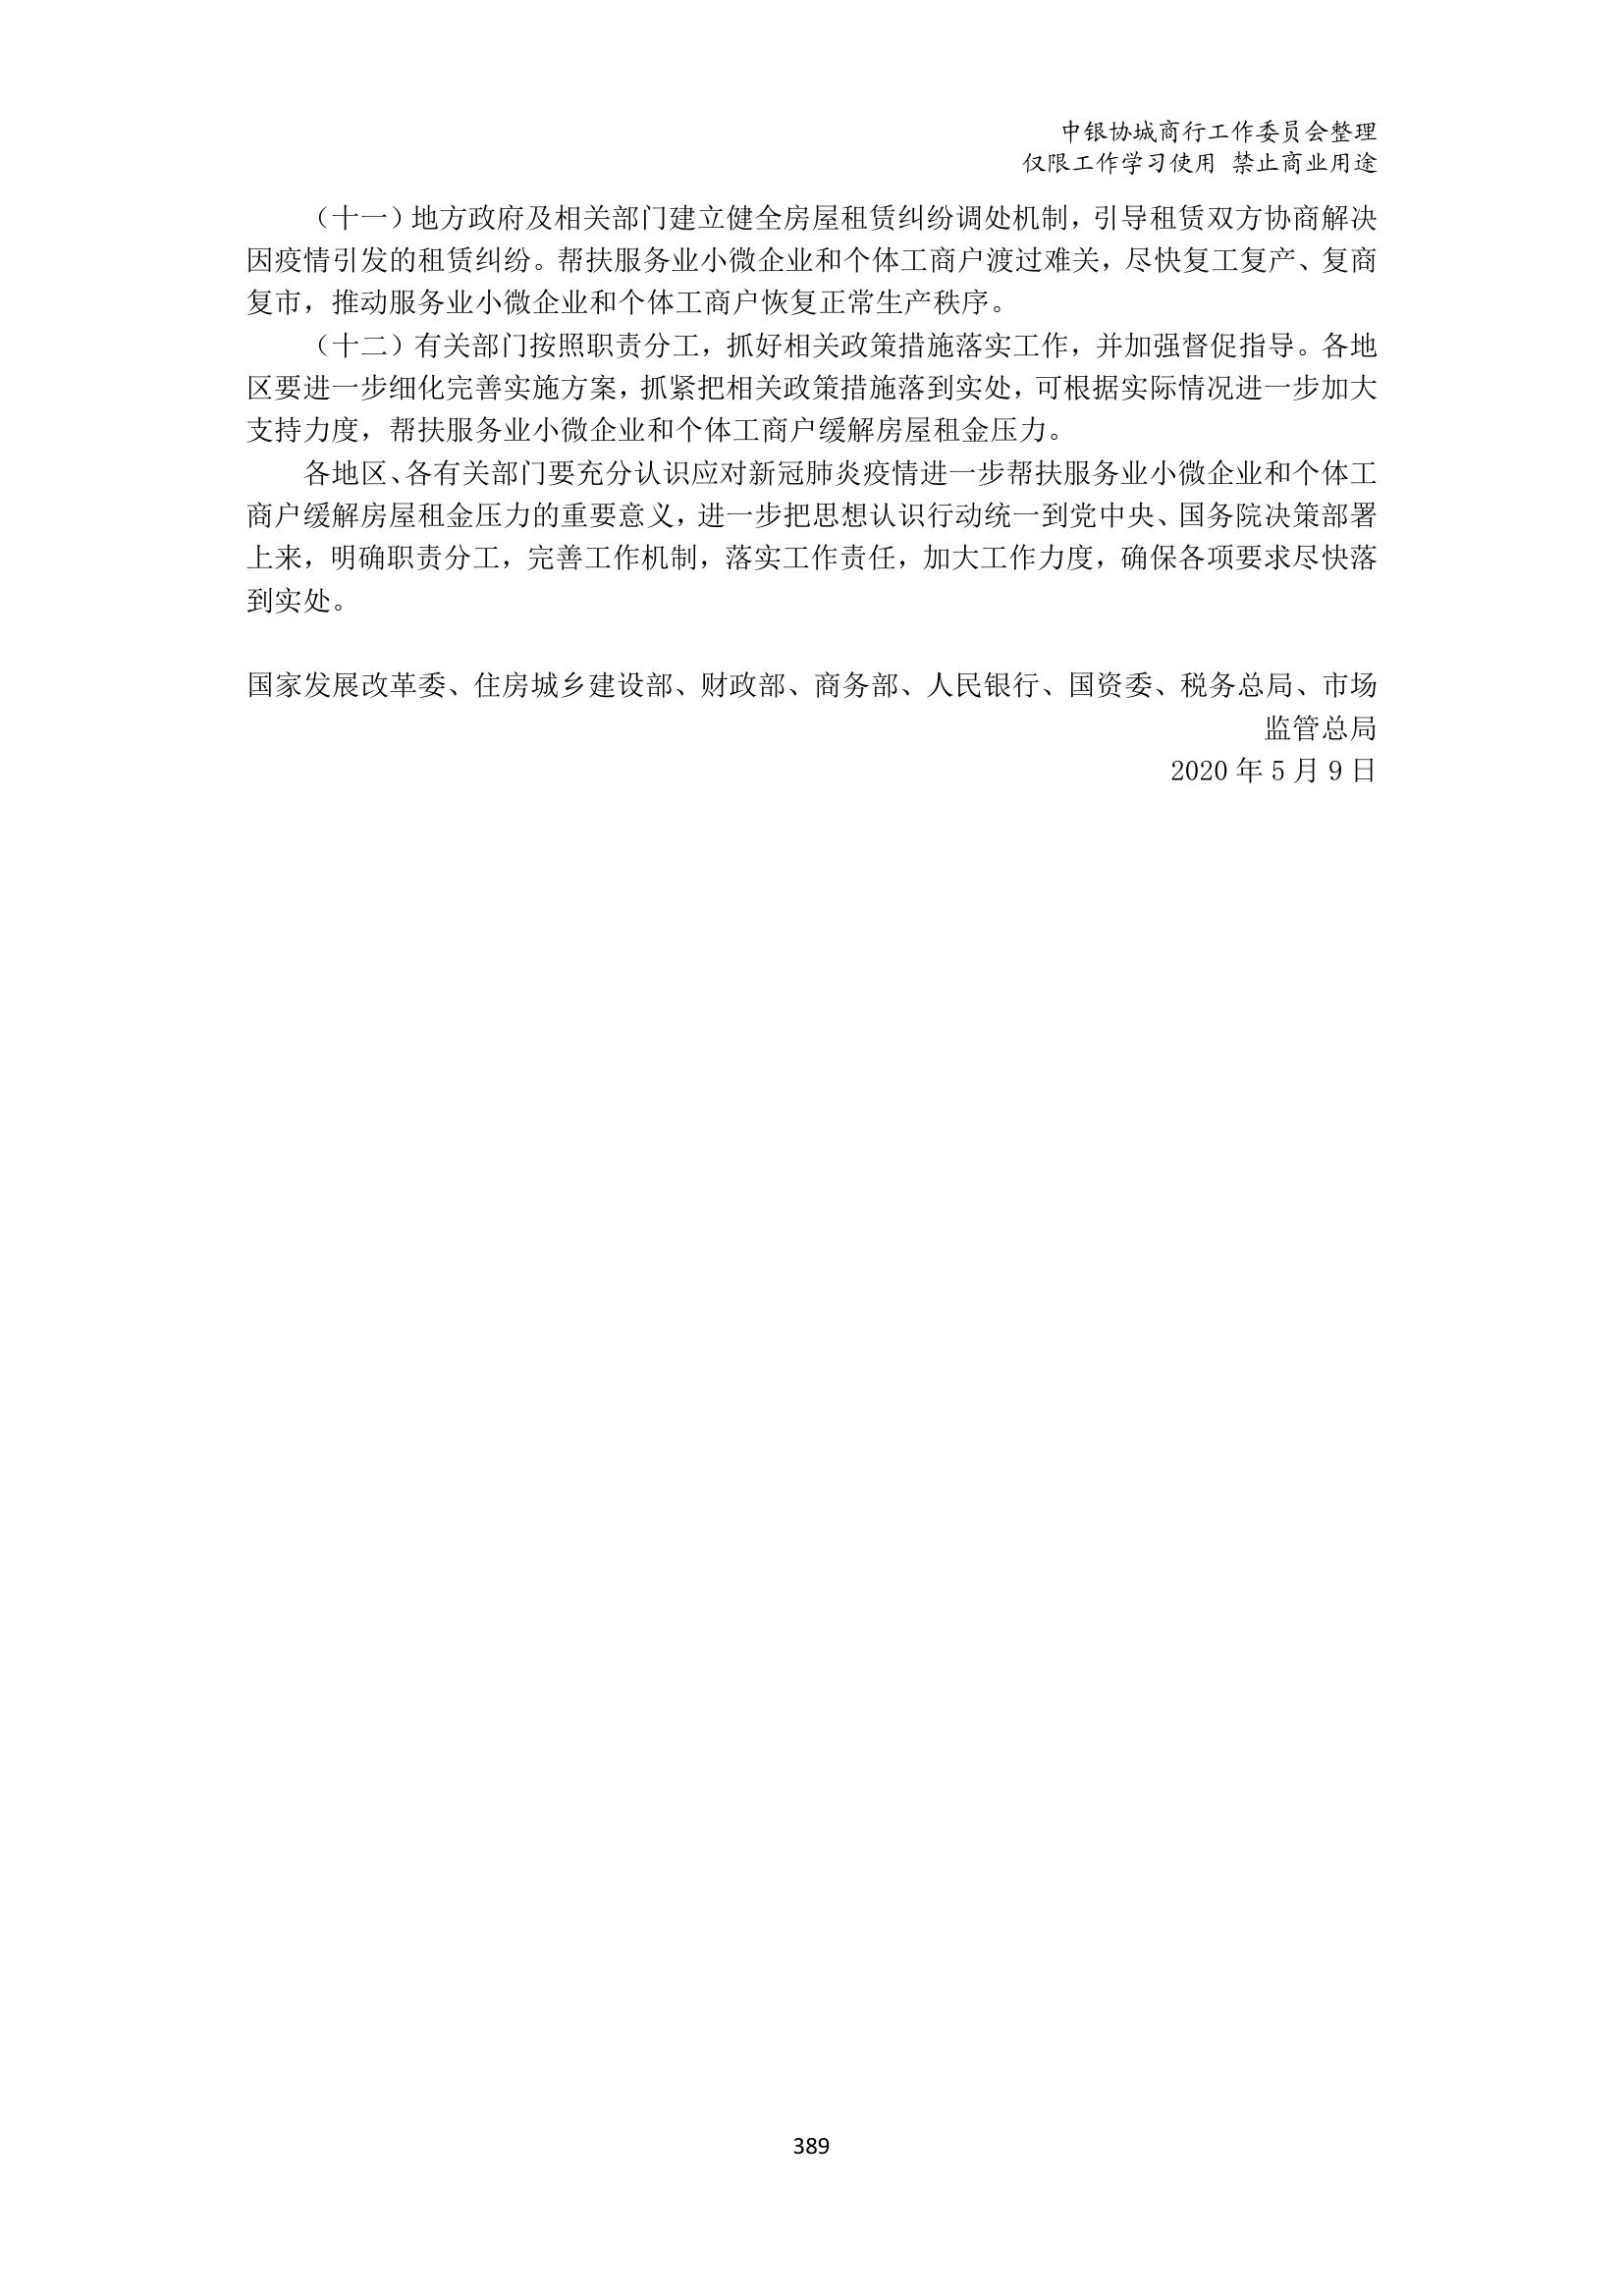 中银协城商行工作委员会整理
仅限工作学习使用 禁止商业用途
（十一）地方政府及相关部门建立健全房屋租赁纠纷调处机制，引导租赁双方协商解决
因疫情引发的租赁纠纷。帮扶服务业小微企业和个体工商户渡过难关，尽快复工复产、复商
复市，推动服务业小微企业和个体工商户恢复正常生产秩序。
（十二）有关部门按照职责分工，抓好相关政策措施落实工作，并加强督促指导。各地
区要进一步细化完善实施方案，抓紧把相关政策措施落到实处，可根据实际情况进一步加大
支持力度，帮扶服务业小微企业和个体工商户缓解房屋租金压力。
各地区、各有关部门要充分认识应对新冠肺炎疫情进一步帮扶服务业小微企业和个体工
商户缓解房屋租金压力的重要意义，进一步把思想认识行动统一到党中央、国务院决策部署
上来，明确职责分工，完善工作机制，落实工作责任，加大工作力度，确保各项要求尽快落
到实处。
国家发展改革委、住房城乡建设部、财政部、商务部、人民银行、国资委、税务总局、市场
监管总局
2020 年 5 月 9 日
389